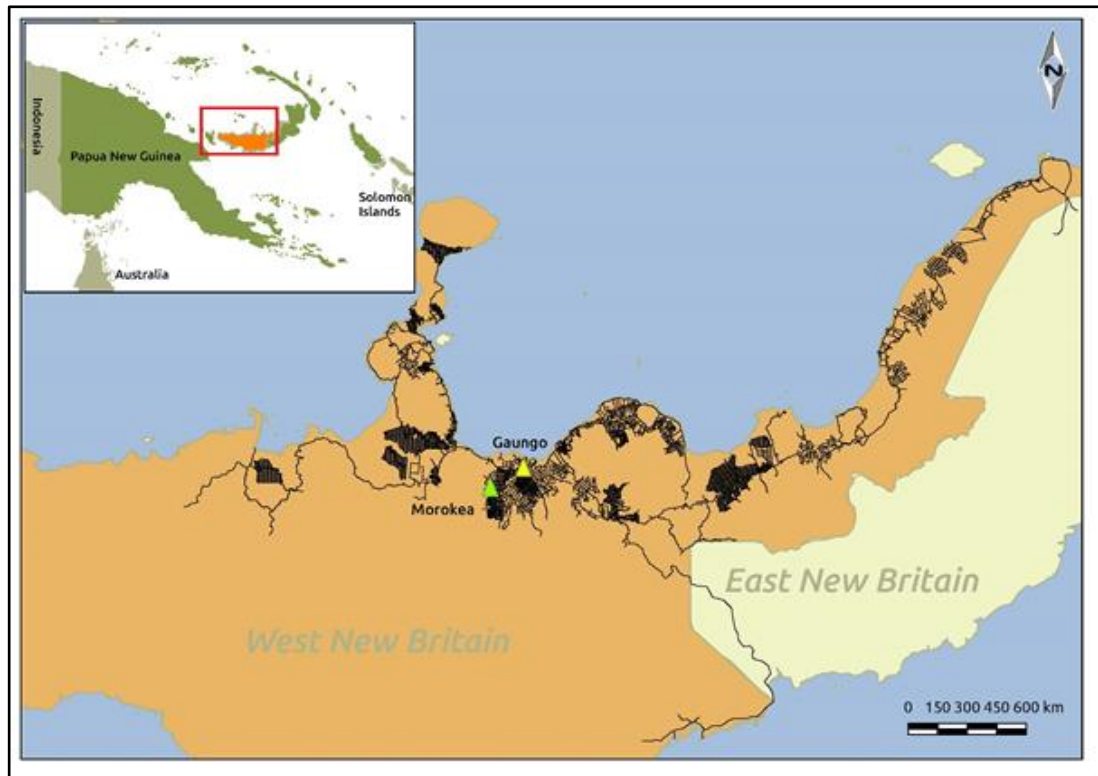 Indonesia
Papua New Guinea
Solomon
Islands
Australia
N
Gaungo
Morokea
East New Britain
West New Britain
0 150 300 450 600 km